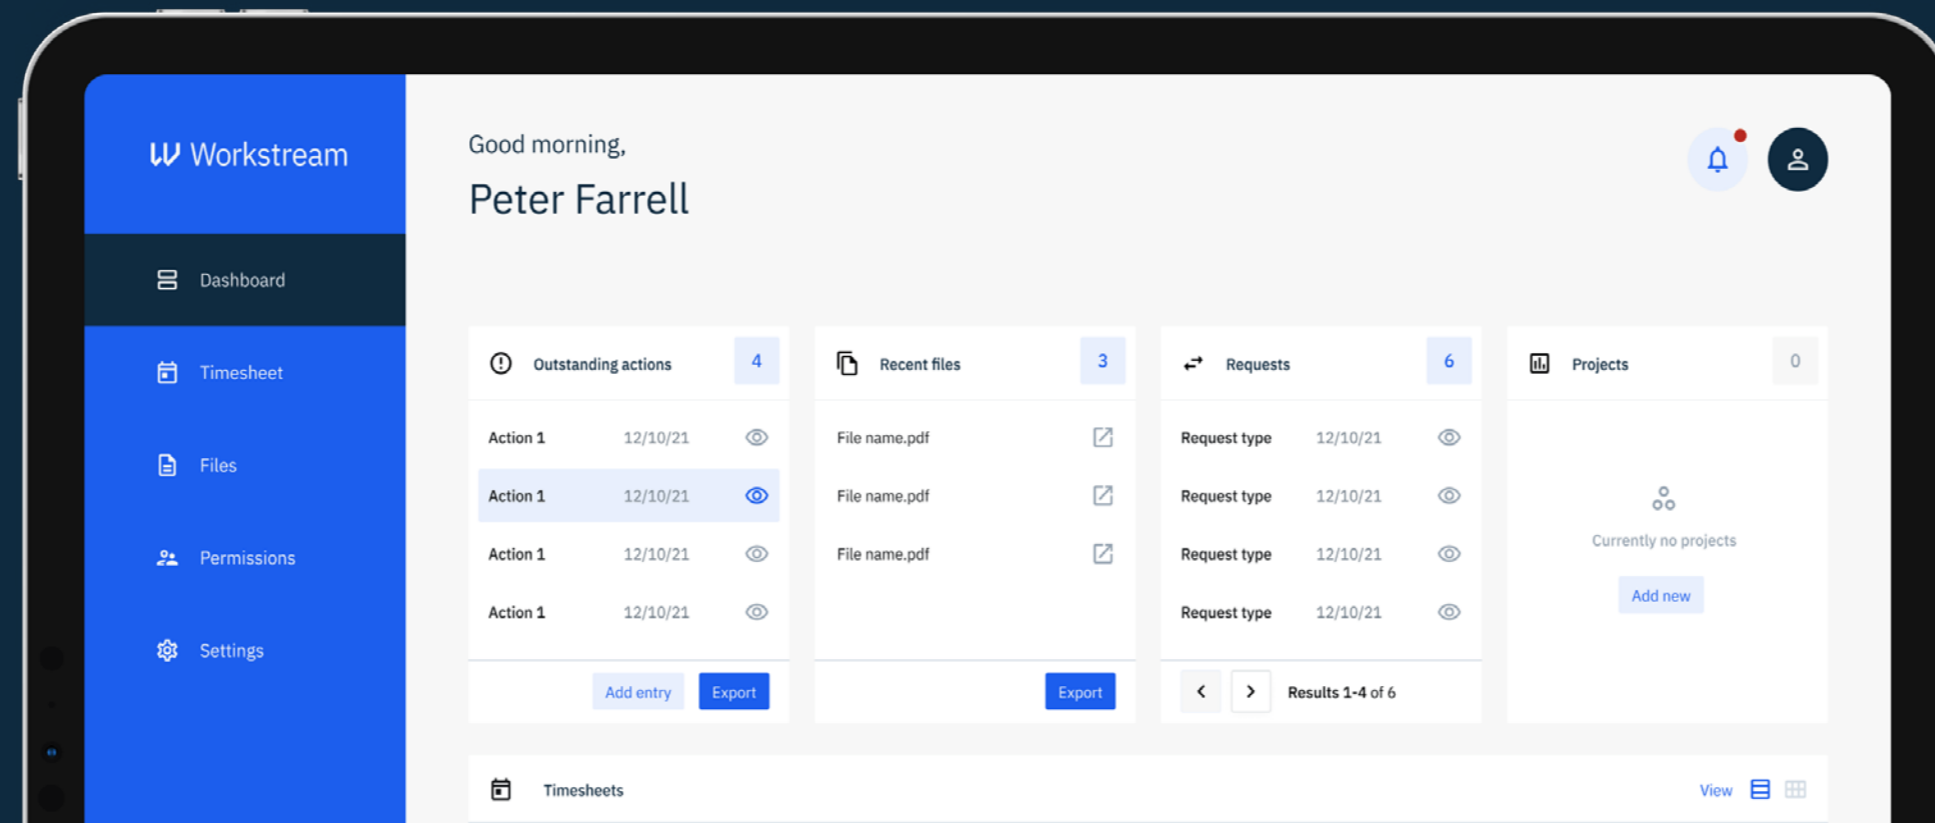 Workstream
Dashboard
Timesheet
Files
Permissions
Settings
Good morning,
Peter Farrell
Outstanding actions 4
Action 1 12/10/21
Action 1 12/10/21
Action 1 12/10/21
Action 1 12/10/21
Add entry Export
Recent files 3
File name.pdf
File name.pdf
File name.pdf
Export
Requests 6
Request type 12/10/21
Request type 12/10/21
Request type 12/10/21
Request type 12/10/21
Results 1-4 of 6
Projects 0
Currently no projects
Add new
Timesheets View